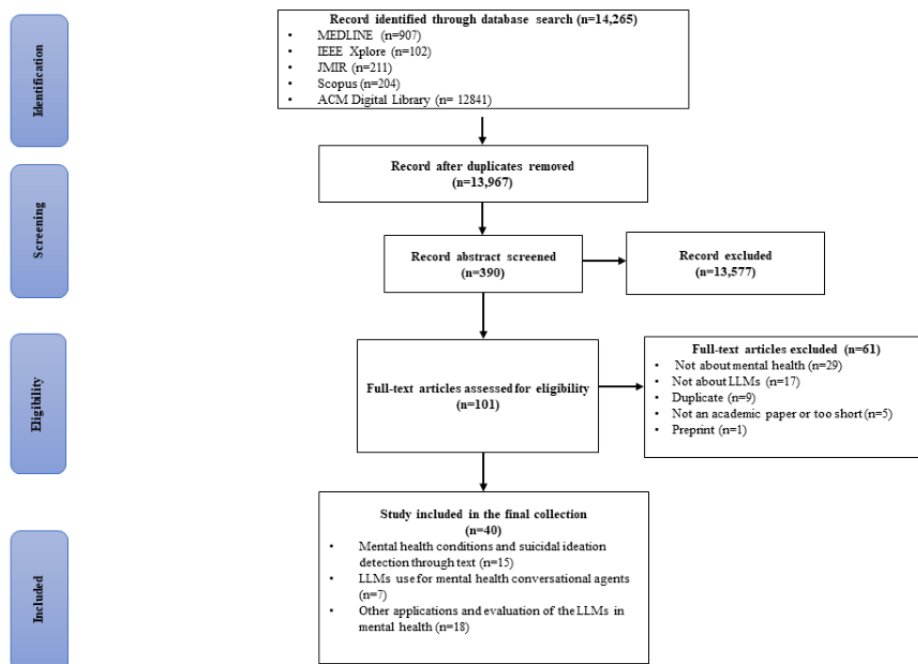 Identification
Record identified through database search (n=14,265)
• MEDLINE (n=907)
• IEEE Xplore (n=102)
• JMIR (n=211)
• Scopus (n=204)
• ACM Digital Library (n= 12841)
Record after duplicates removed
(n=13,967)
Screening
Record abstract screened
(n=390)
Record excluded
(n=13,577)
Eligibility
Full-text articles assessed for eligibility
(n=101)
Full-text articles excluded (n=61)
• Not about mental health (n=29)
• Not about LLMs (n=17)
• Duplicate (n=9)
• Not an academic paper or too short (n=5)
• Preprint (n=1)
Included
Study included in the final collection
(n=40)
• Mental health conditions and suicidal ideation
detection through text (n=15)
• LLMs use for mental health conversational agents
(n=7)
• Other applications and evaluation of the LLMs in
mental health (n=18)